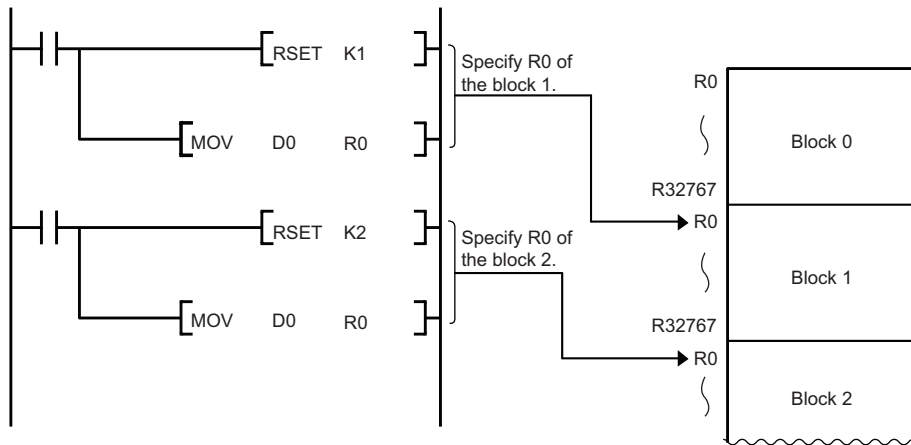 RSET K1
MOV D0 R0
Specify R0 of
the block 1.
RSET K2
MOV D0 R0
Specify R0 of
the block 2.
R0
Block 0
R32767
R0
Block 1
R32767
R0
Block 2